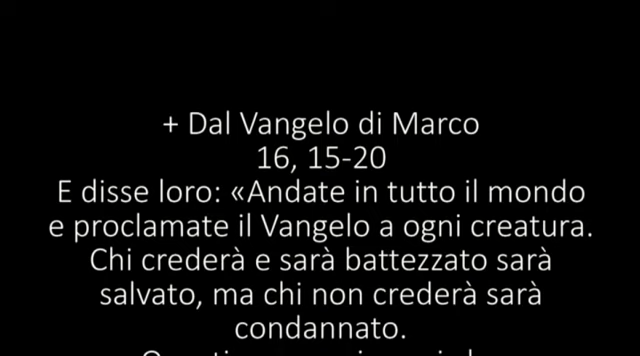 + Dal Vangelo di Marco
16, 15-20
E disse loro: «Andate in tutto il mondo
e proclamate il Vangelo a ogni creatura.
Chi crederà e sarà battezzato sarà
salvato, ma chi non crederà sarà
condannato.